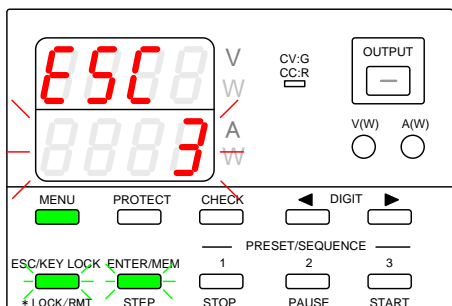 ESC V
W
3 A
W
CV:G
CC:R
OUTPUT
V(W) A(W)
MENU PROTECT CHECK ◀ DIGIT ▶
PRESET/SEQUENCE
ESC/KEY LOCK ENTER/MEM 1 2 3
*LOCK/RMT STEP STOP PAUSE START